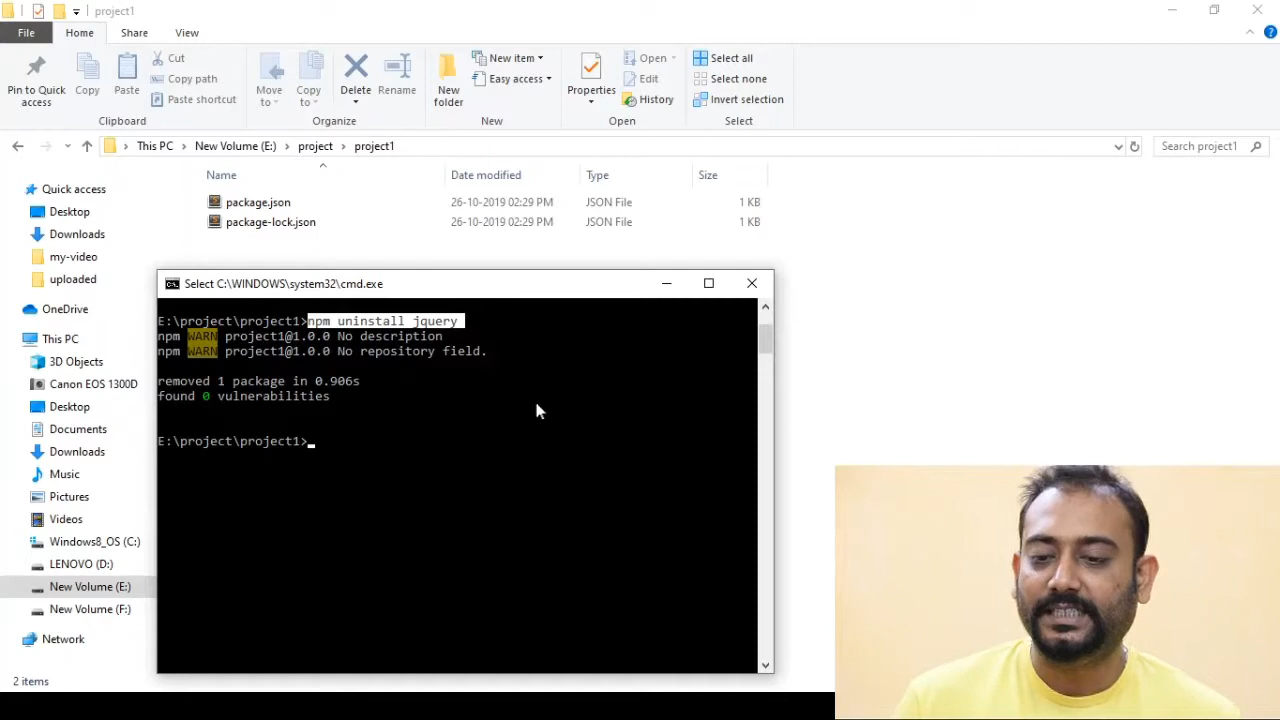 project1
File Home Share View
Pin to Quick access
Copy
Paste
Cut
Copy path
Paste shortcut
Clipboard
Move to
Copy to
Delete
Rename
Organize
New folder
New item
Easy access
New
Properties
Open
Edit
History
Open
Select all
Select none
Invert selection
Select
This PC > New Volume (E:) > project > project1
Search project1
Name Date modified Type Size
package.json 26-10-2019 02:29 PM JSON File 1 KB
package-lock.json 26-10-2019 02:29 PM JSON File 1 KB
Quick access
Desktop
Downloads
my-video
uploaded
OneDrive
This PC
3D Objects
Canon EOS 1300D
Desktop
Documents
Downloads
Music
Pictures
Videos
Windows8_OS (C:)
LENOVO (D:)
New Volume (E:)
New Volume (F:)
Network
2 items
Select C:\WINDOWS\system32\cmd.exe
E:\project\project1>npm uninstall jquery
npm WARN project1@1.0.0 No description
npm WARN project1@1.0.0 No repository field.
removed 1 package in 0.906s
found 0 vulnerabilities
E:\project\project1>